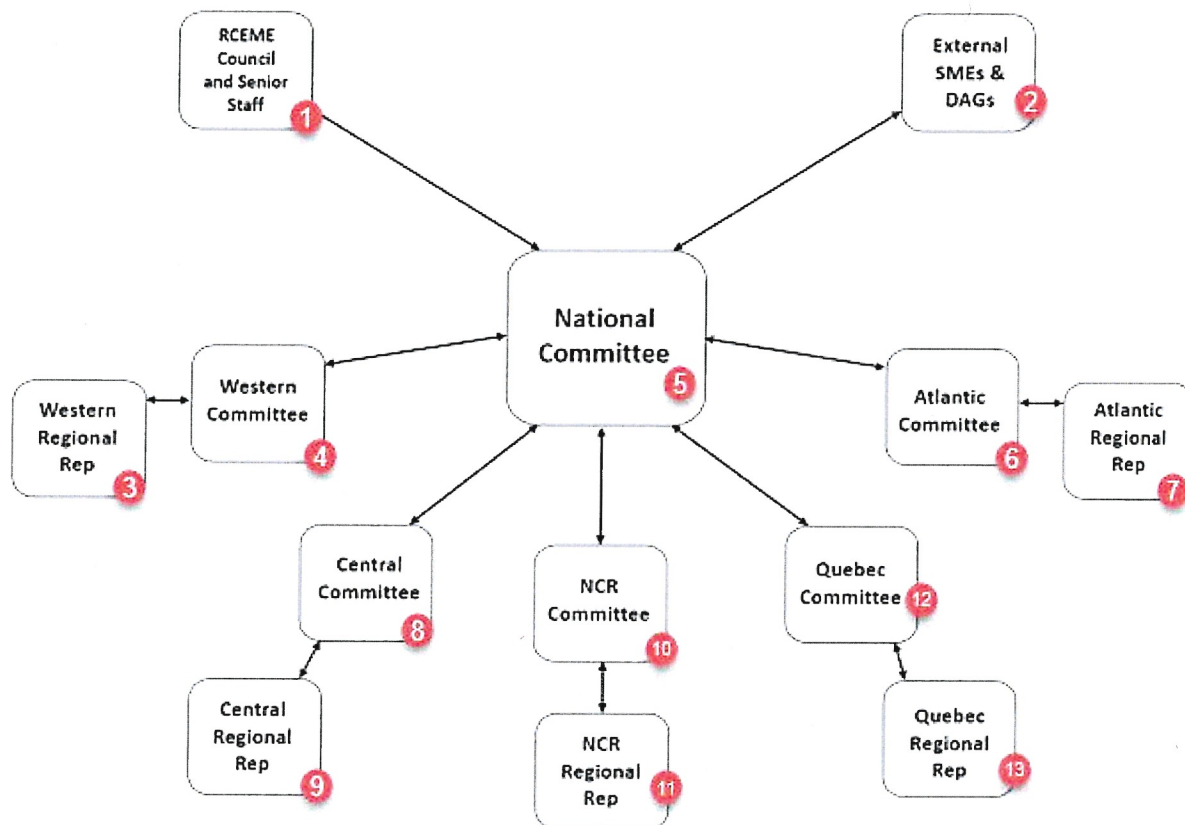 RCEME
Council
and Senior
Staff
1
External
SMEs &
DAGs
2
National
Committee
5
Western
Regional
Rep
3
Western
Committee
4
Atlantic
Committee
6
Atlantic
Regional
Rep
7
Central
Committee
8
Central
Regional
Rep
9
NCR
Committee
10
NCR
Regional
Rep
11
Quebec
Committee
12
Quebec
Regional
Rep
13